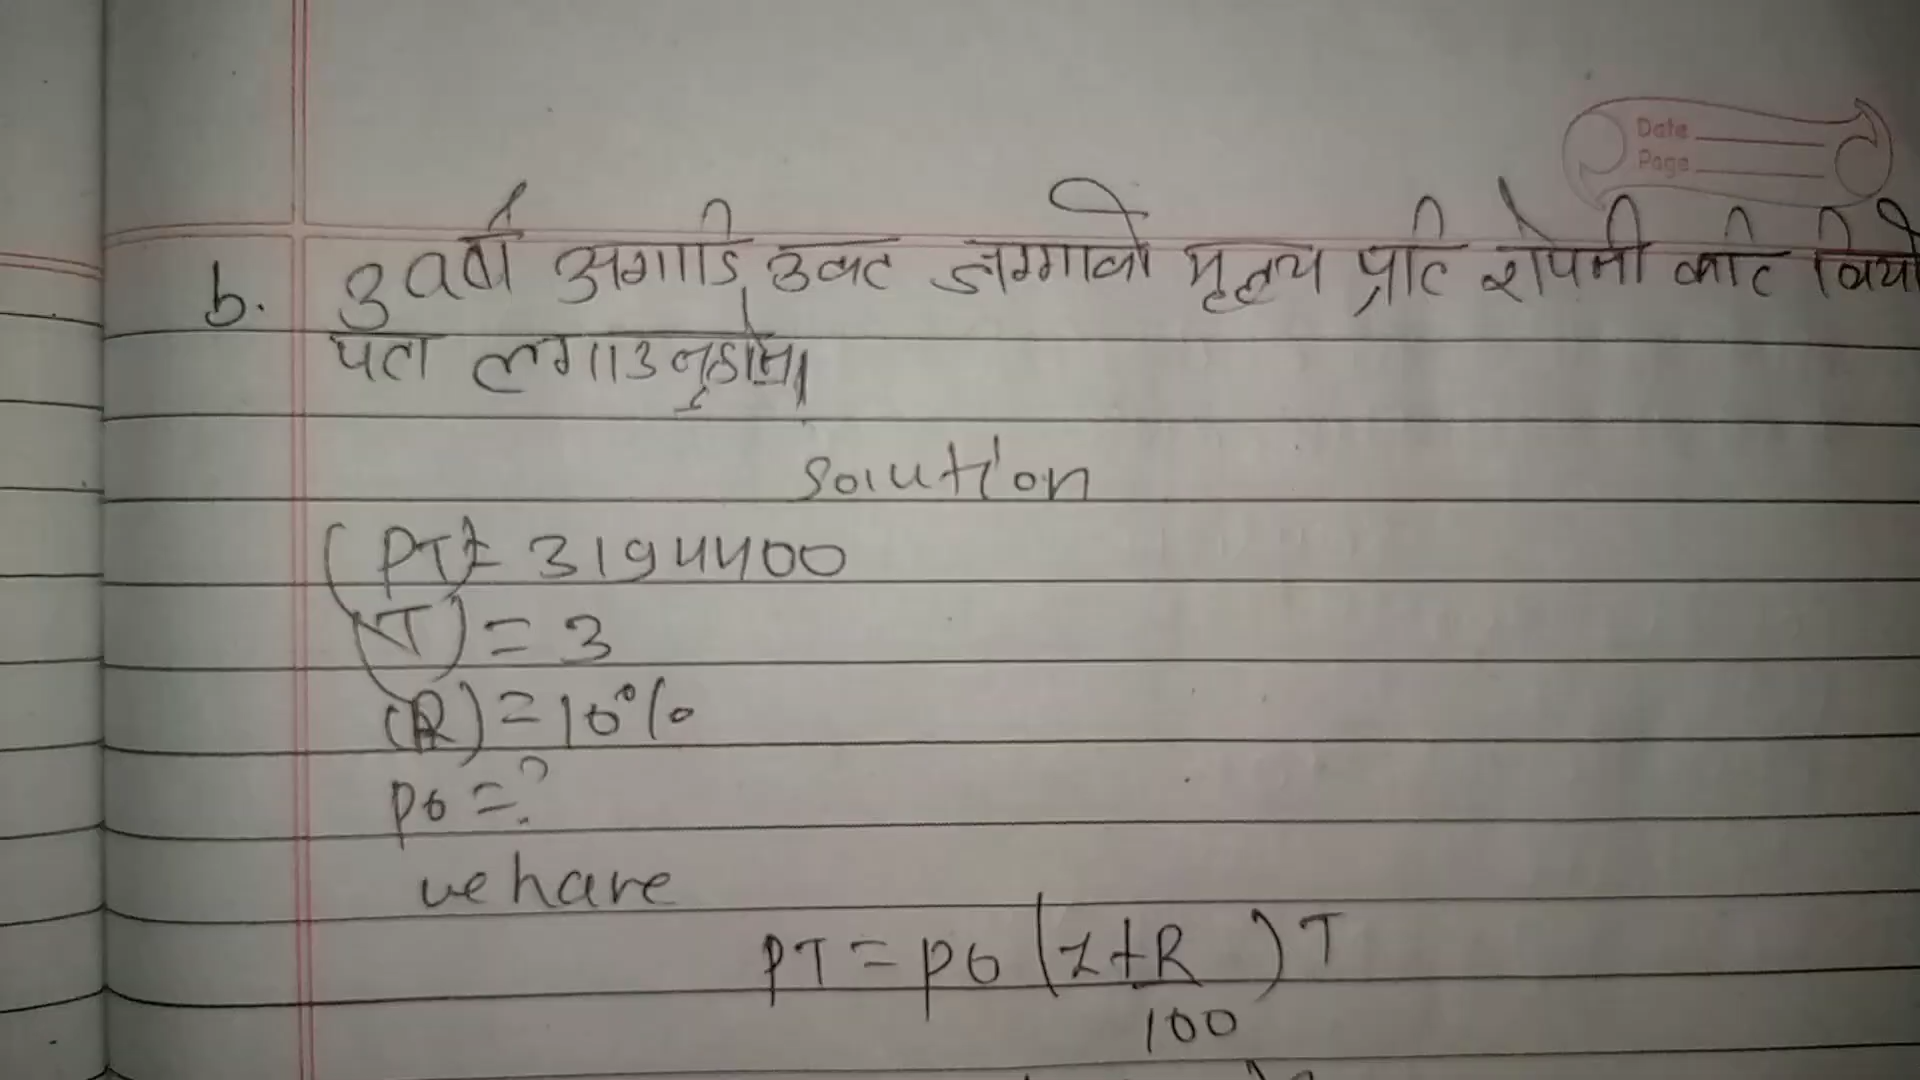 Date
Page
b. ३ वर्ष अगाडि उक्त जग्गाको मूल्य प्रति रोपनी कति थियो
पत्ता लगाउनुहोस्।
solution
(PT) = 3194400
(T) = 3
(R) = 10%
p0 = ?
we have
PT = p0 (1+R/100)T